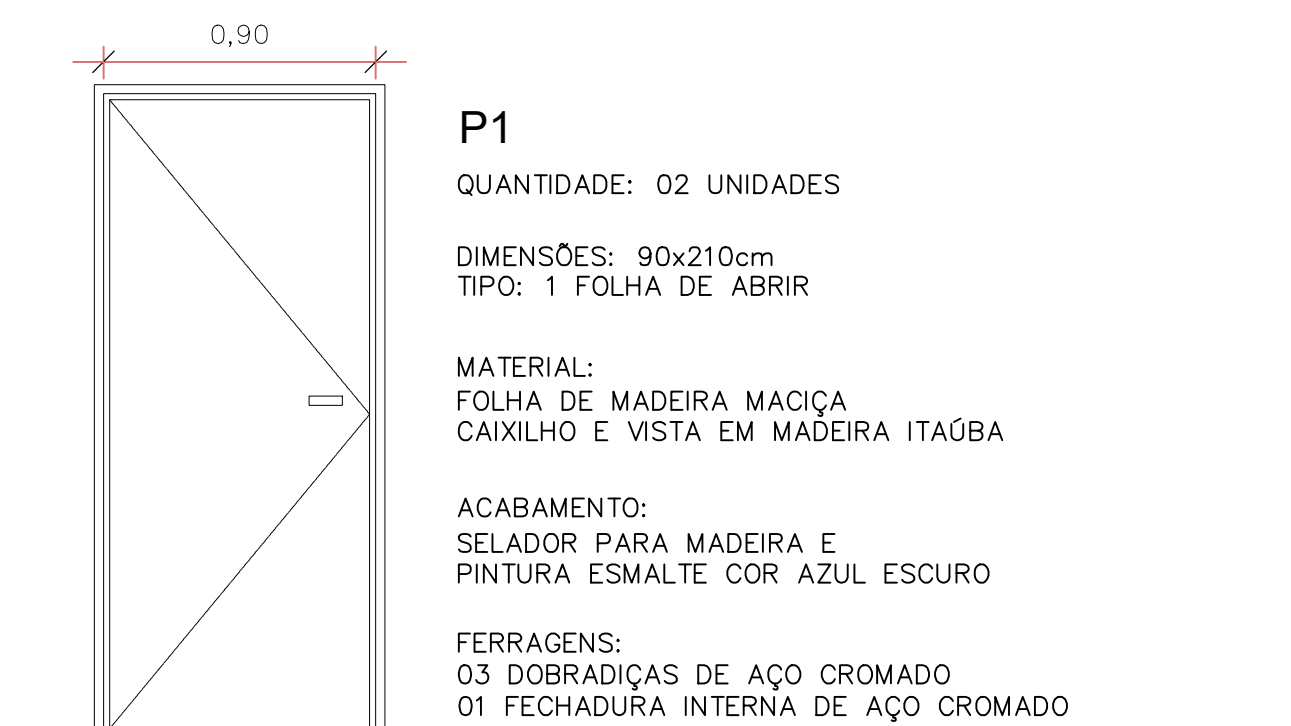 0,90
P1
QUANTIDADE: 02 UNIDADES
DIMENSÕES: 90x210cm
TIPO: 1 FOLHA DE ABRIR
MATERIAL:
FOLHA DE MADEIRA MACIÇA
CAIXILHO E VISTA EM MADEIRA ITAÚBA
ACABAMENTO:
SELADOR PARA MADEIRA E
PINTURA ESMALTE COR AZUL ESCURO
FERRAGENS:
03 DOBRADIÇAS DE AÇO CROMADO
01 FECHADURA INTERNA DE AÇO CROMADO